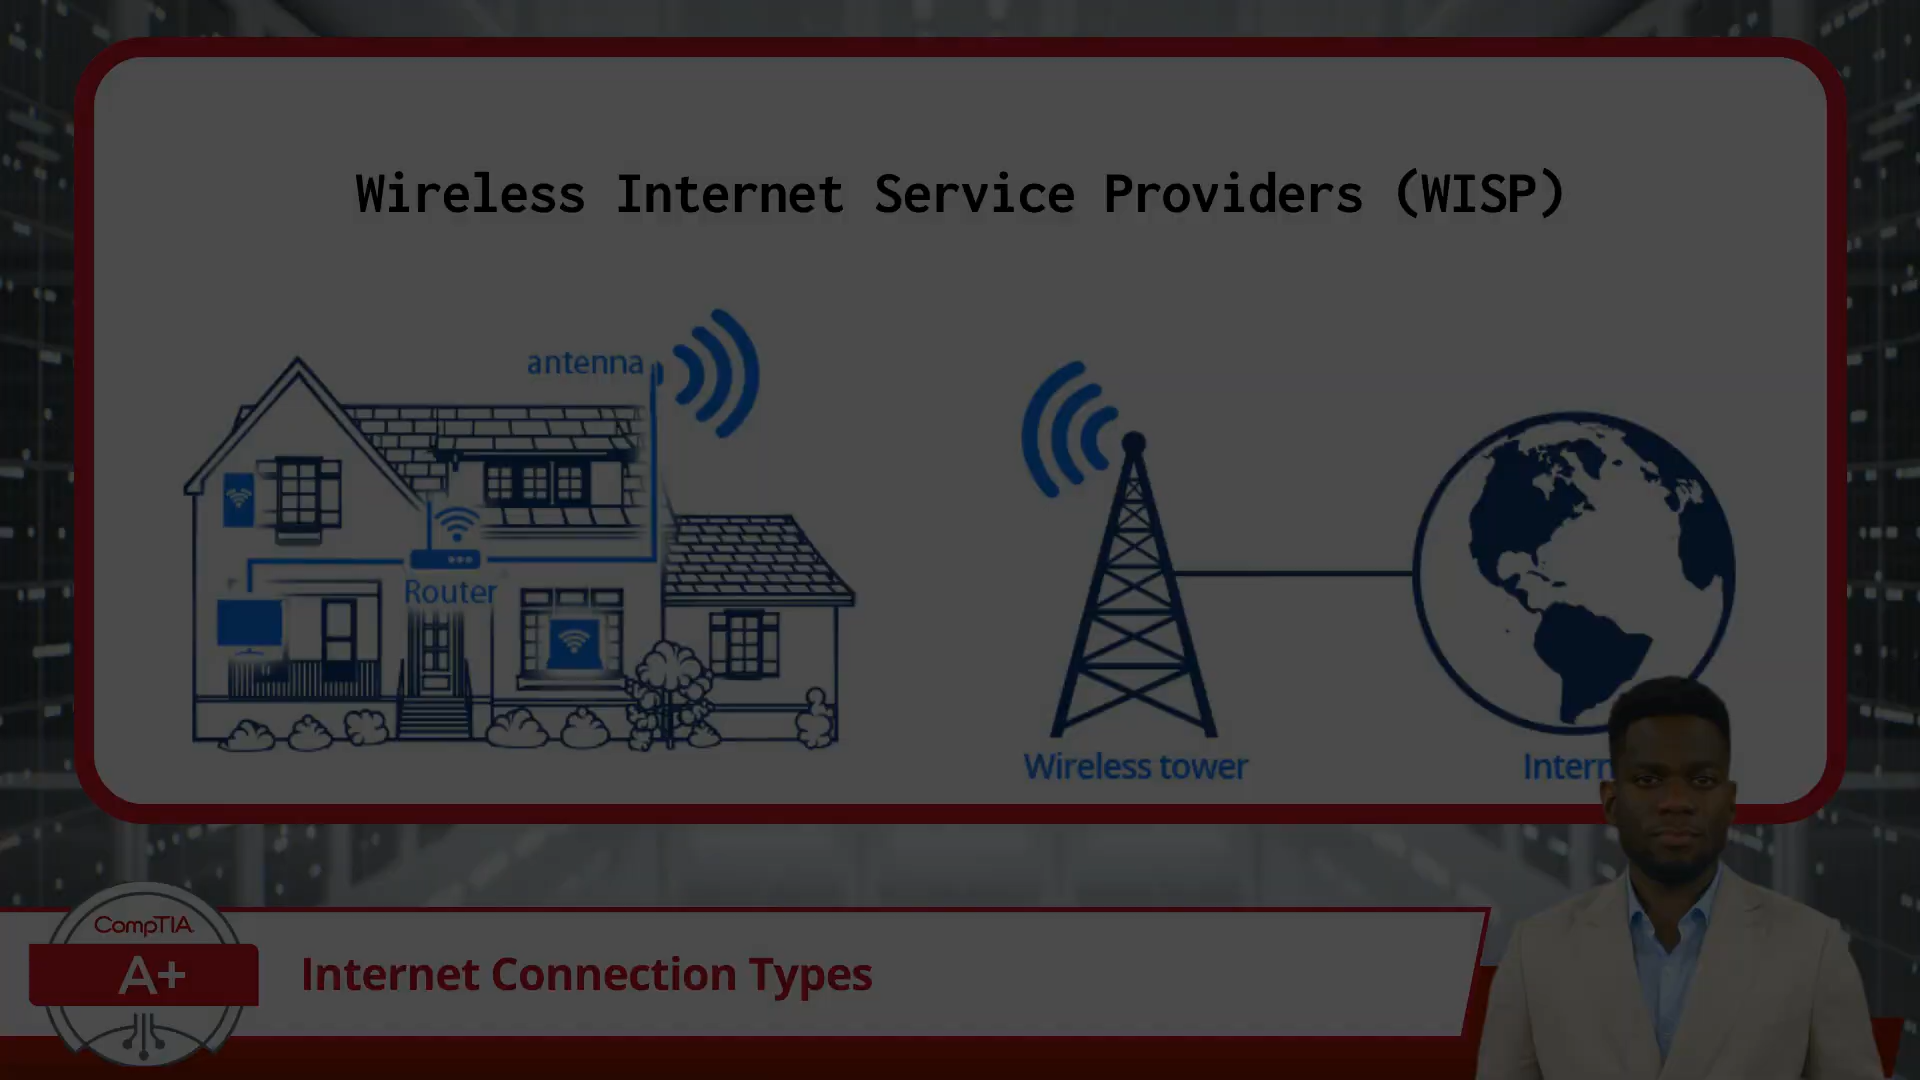 Wireless Internet Service Providers (WISP)
antenna
Router
Wireless tower
CompTIA
A+
Internet Connection Types